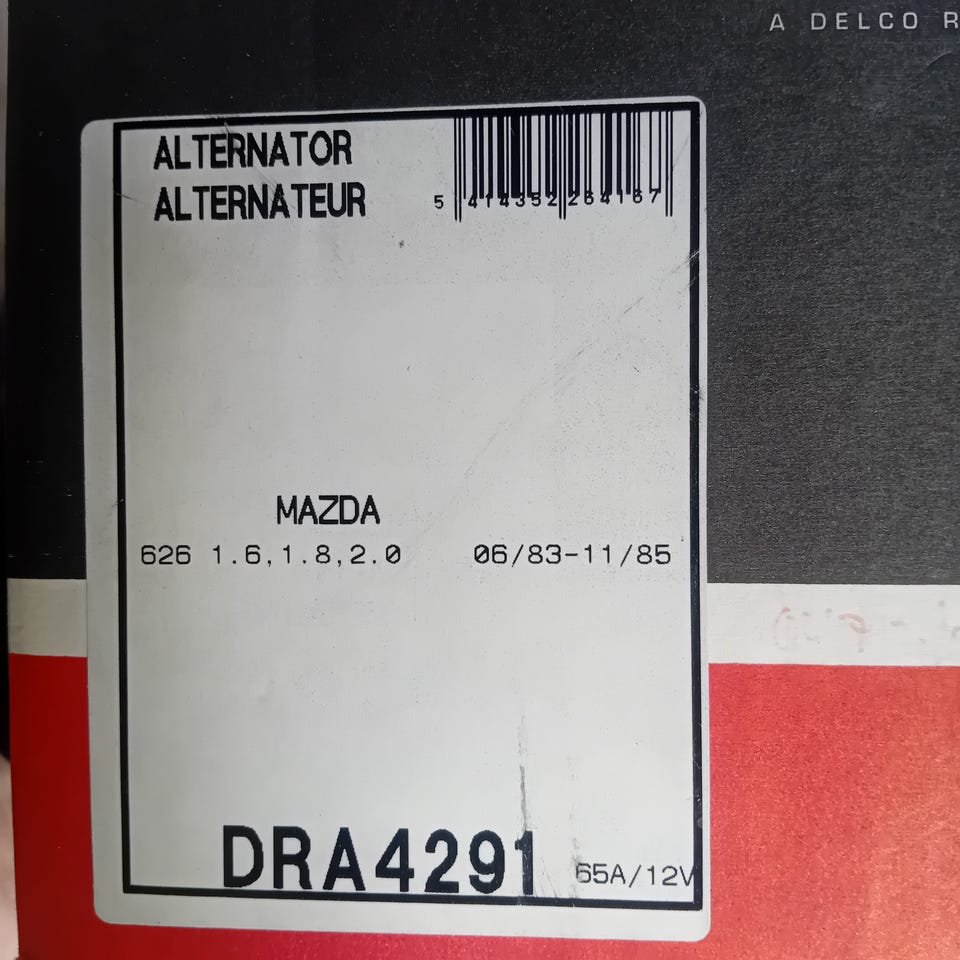 A DELCO R
ALTERNATOR
ALTERNATEUR
5 414352 264167
MAZDA
626 1.6,1.8,2.0 06/83-11/85
DRA4291 65A/12V